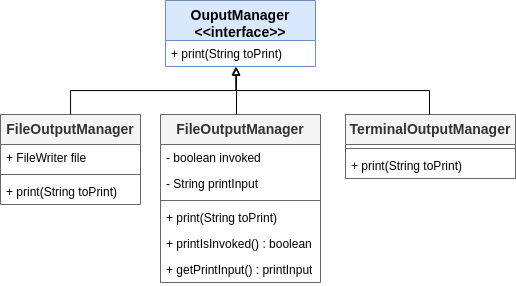 OuputManager
<<interface>>
+ print(String toPrint)
FileOutputManager
+ FileWriter file
+ print(String toPrint)
FileOutputManager
- boolean invoked
- String printInput
+ print(String toPrint)
+ printIsInvoked() : boolean
+ getPrintInput() : printInput
TerminalOutputManager
+ print(String toPrint)